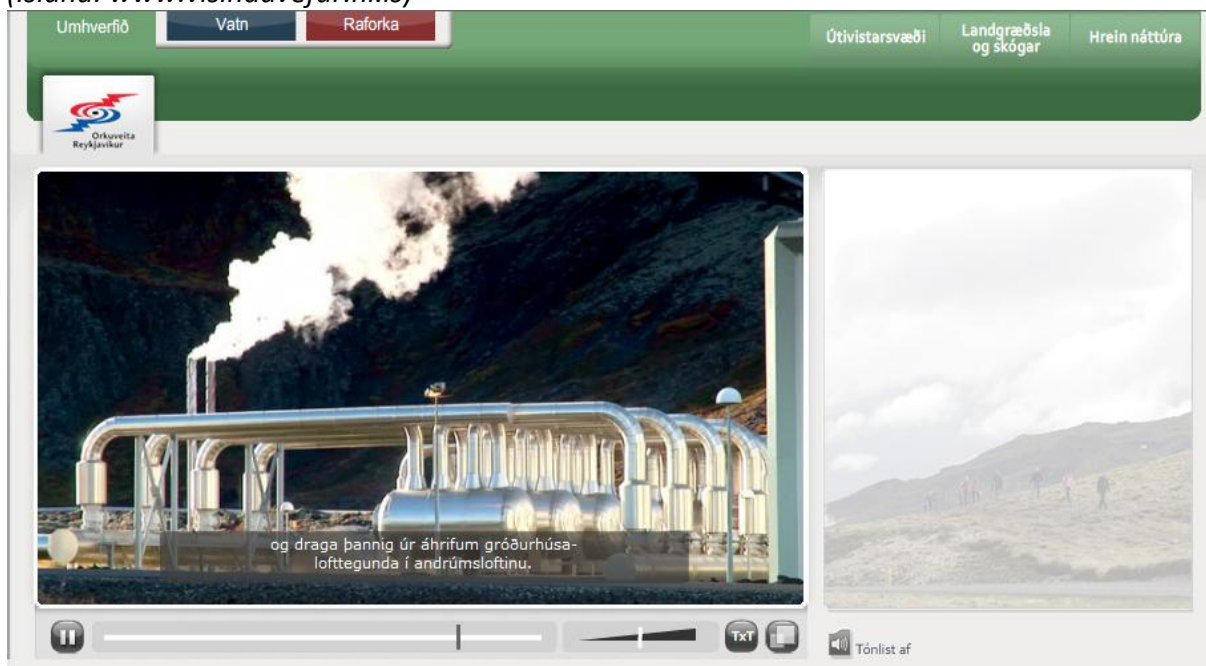 Umhverfið
Vatn
Raforka
Útivistarsvæði
Landgræðsla
og skógar
Hrein náttúra
Orkuveita
Reykjavíkur
og draga þannig úr áhrifum gróðurhúsa-
lofttegunda í andrúmsloftinu.
TxT
Tónlist af